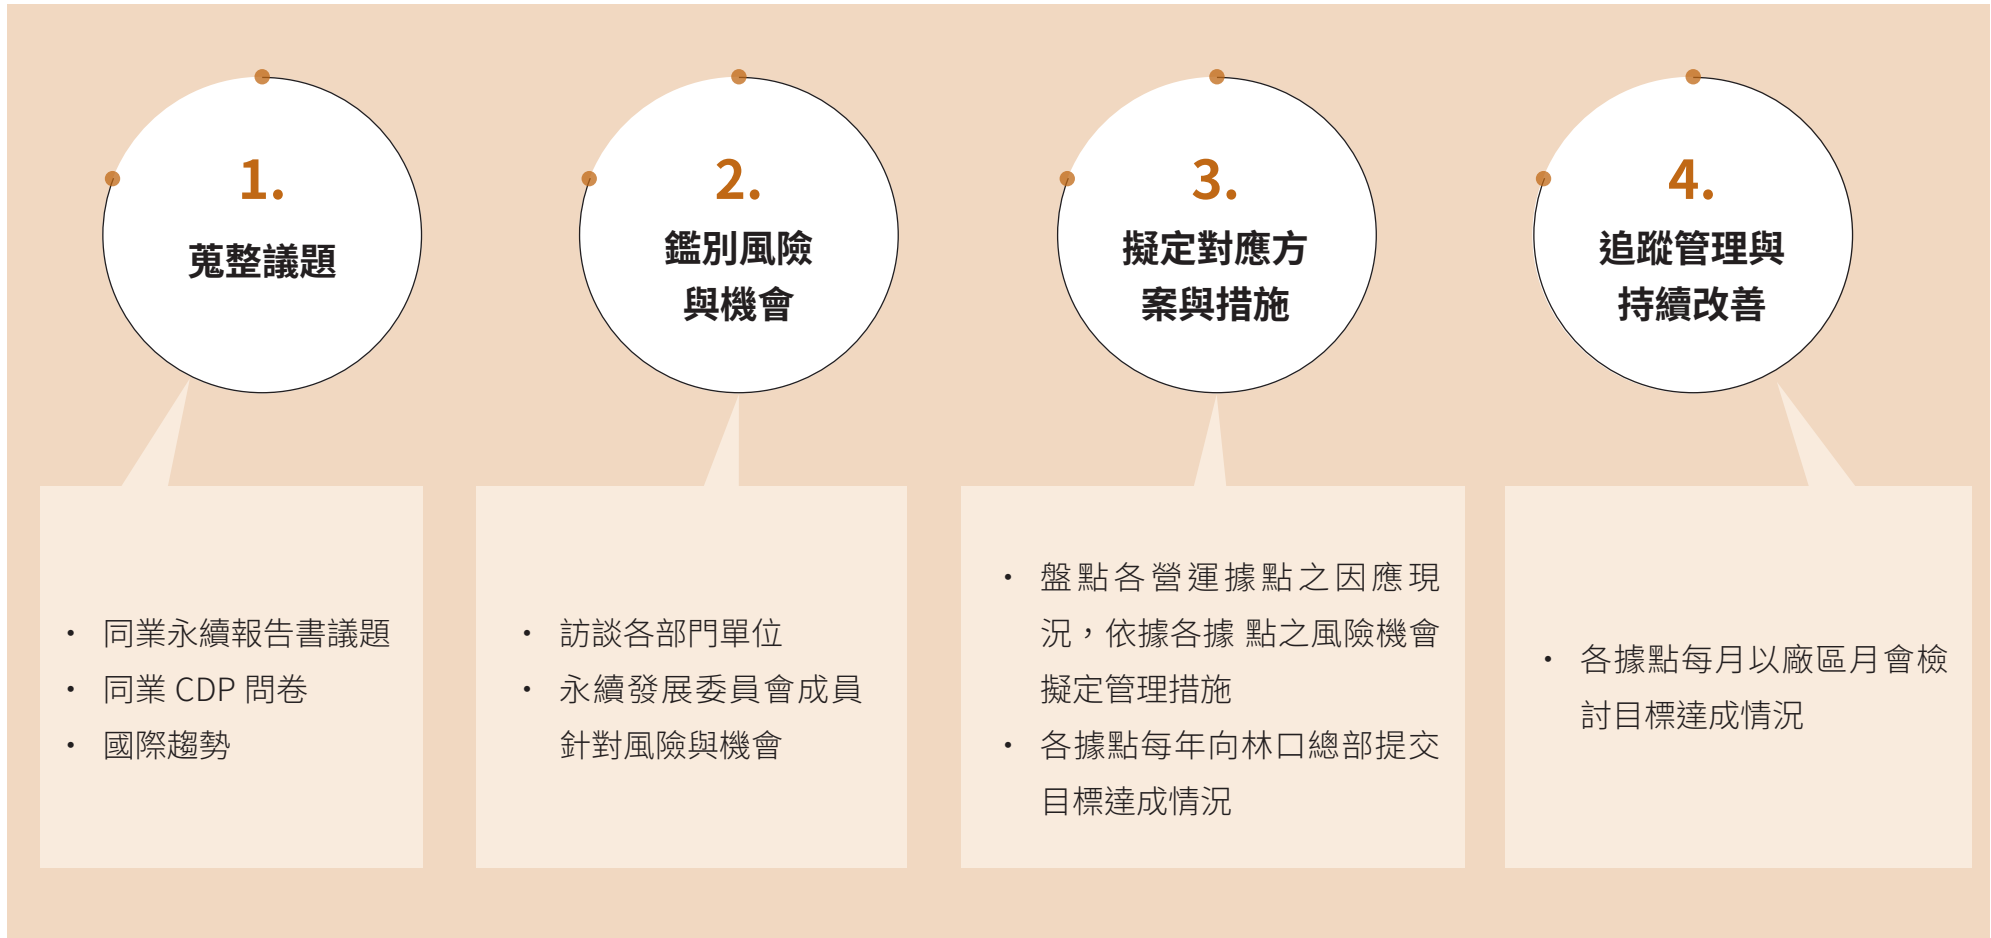 1.
蒐整議題
2.
鑑別風險
與機會
3.
擬定對應方
案與措施
4.
追蹤管理與
持續改善
• 同業永續報告書議題
• 同業 CDP 問卷
• 國際趨勢
• 訪談各部門單位
• 永續發展委員會成員
針對風險與機會
• 盤點各營運據點之因應現
況，依據各據 點之風險機會
擬定管理措施
• 各據點每年向林口總部提交
目標達成情況
• 各據點每月以廠區月會檢
討目標達成情況